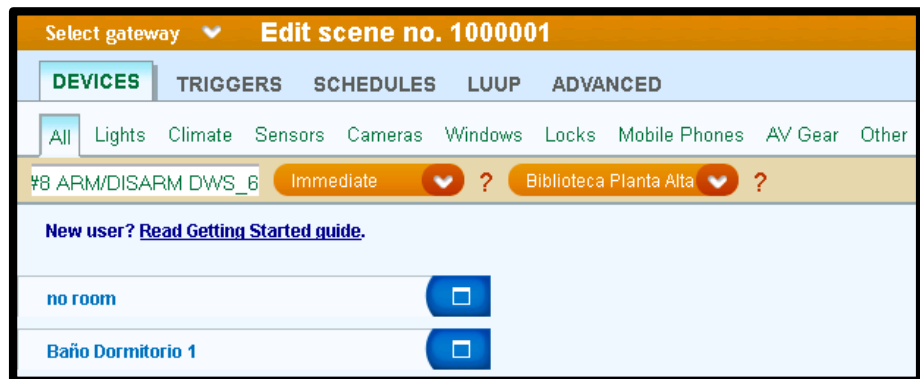 Select gateway Edit scene no. 1000001
DEVICES TRIGGERS SCHEDULES LUUP ADVANCED
All Lights Climate Sensors Cameras Windows Locks Mobile Phones AV Gear Other
#8 ARM/DISARM DWS_6 Immediate ? Biblioteca Planta Alta ?
New user? Read Getting Started guide.
no room
Baño Dormitorio 1